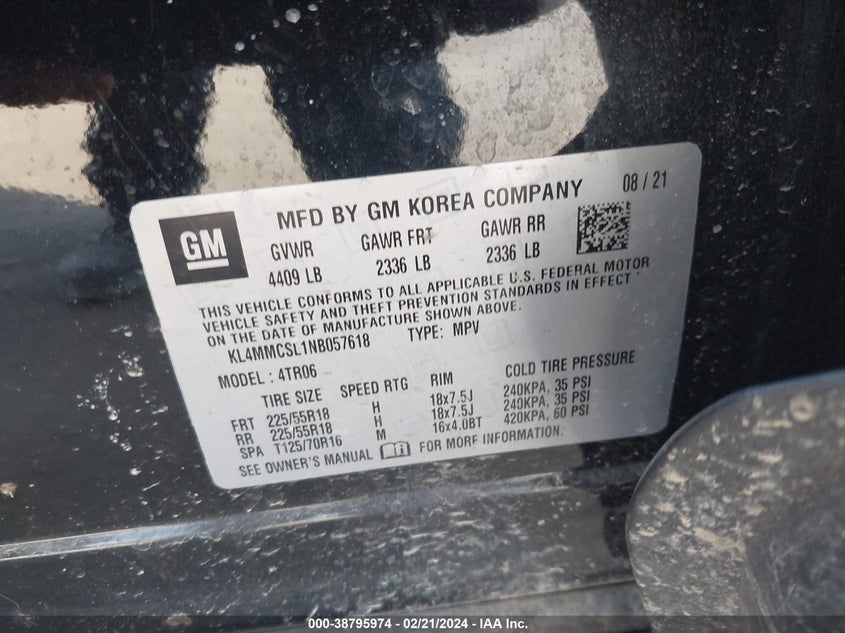 GM
MFD BY GM KOREA COMPANY 08 / 21
GVWR GAWR FRT GAWR RR
4409 LB 2336 LB 2336 LB
THIS VEHICLE CONFORMS TO ALL APPLICABLE U.S. FEDERAL MOTOR
VEHICLE SAFETY AND THEFT PREVENTION STANDARDS IN EFFECT
ON THE DATE OF MANUFACTURE SHOWN ABOVE.
KL4MMCSL1NB057618 TYPE: MPV
MODEL : 4TR06
TIRE SIZE SPEED RTG RIM COLD TIRE PRESSURE
FRT 225/55R18 H 18x7.5J 240KPA, 35 PSI
RR 225/55R18 H 18x7.5J 240KPA, 35 PSI
SPA T125/70R16 M 16x4.0BT 420KPA, 60 PSI
SEE OWNER'S MANUAL FOR MORE INFORMATION.
000-38795974 | 02/21/2024 | IAA Inc.